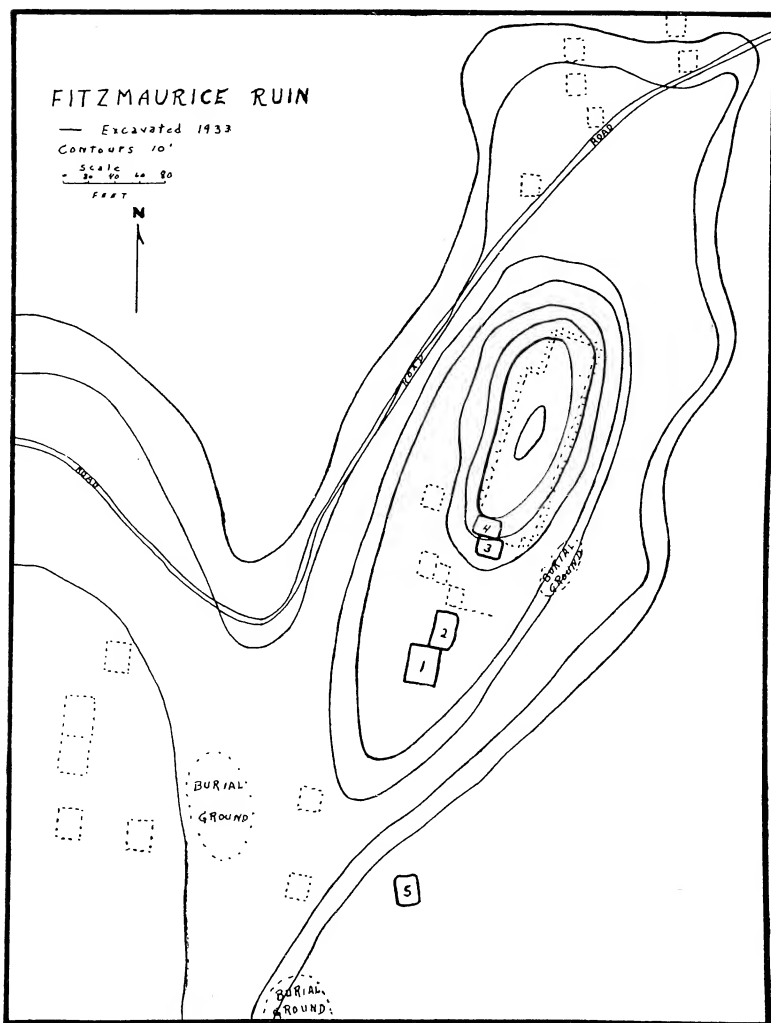 FITZMAURICE RUIN
— Excavated 1933
Contours 10'
Scale
0 20 40 60 80
FEET
N
ROAD
ROAD
ROAD
4
3
BURIAL
GROUND
2
1
BURIAL
GROUND
5
BURIAL
GROUND